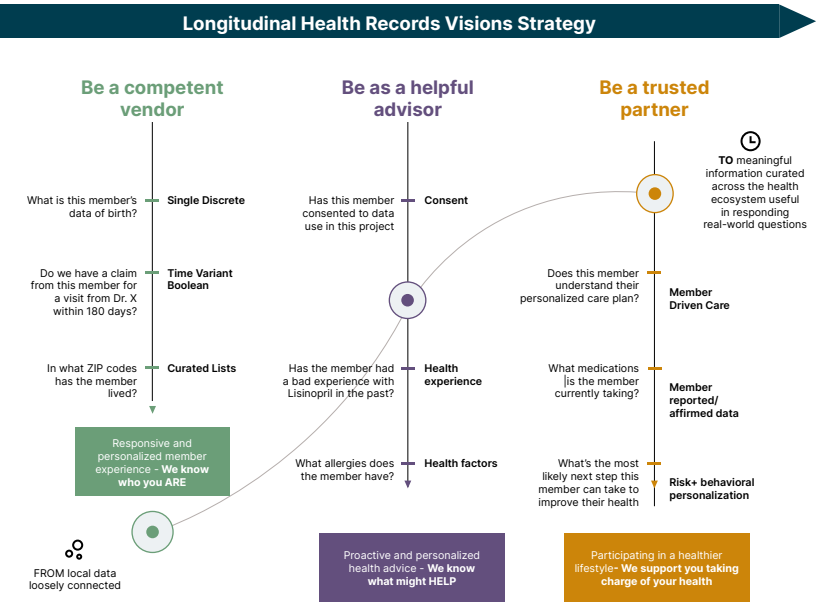 Longitudinal Health Records Visions Strategy
Be a competent
vendor
What is this member's
data of birth?
Single Discrete
Do we have a claim
from this member for
a visit from Dr. X
within 180 days?
Time Variant
Boolean
In what ZIP codes
has the member
lived?
Curated Lists
Responsive and
personalized member
experience - We know
who you ARE
FROM local data
loosely connected
Be as a helpful
advisor
Has this member
consented to data
use in this project
Consent
Has the member had
a bad experience with
Lisinopril in the past?
Health
experience
What allergies does
the member have?
Health factors
Proactive and personalized
health advice - We know
what might HELP
Be a trusted
partner
TO meaningful
information curated
across the health
ecosystem useful
in responding
real-world questions
Does this member
understand their
personalized care plan?
Member
Driven Care
What medications
is the member
currently taking?
Member
reported/
affirmed data
What's the most
likely next step this
member can take to
improve their health
Risk+ behavioral
personalization
Participating in a healthier
lifestyle- We support you taking
charge of your health